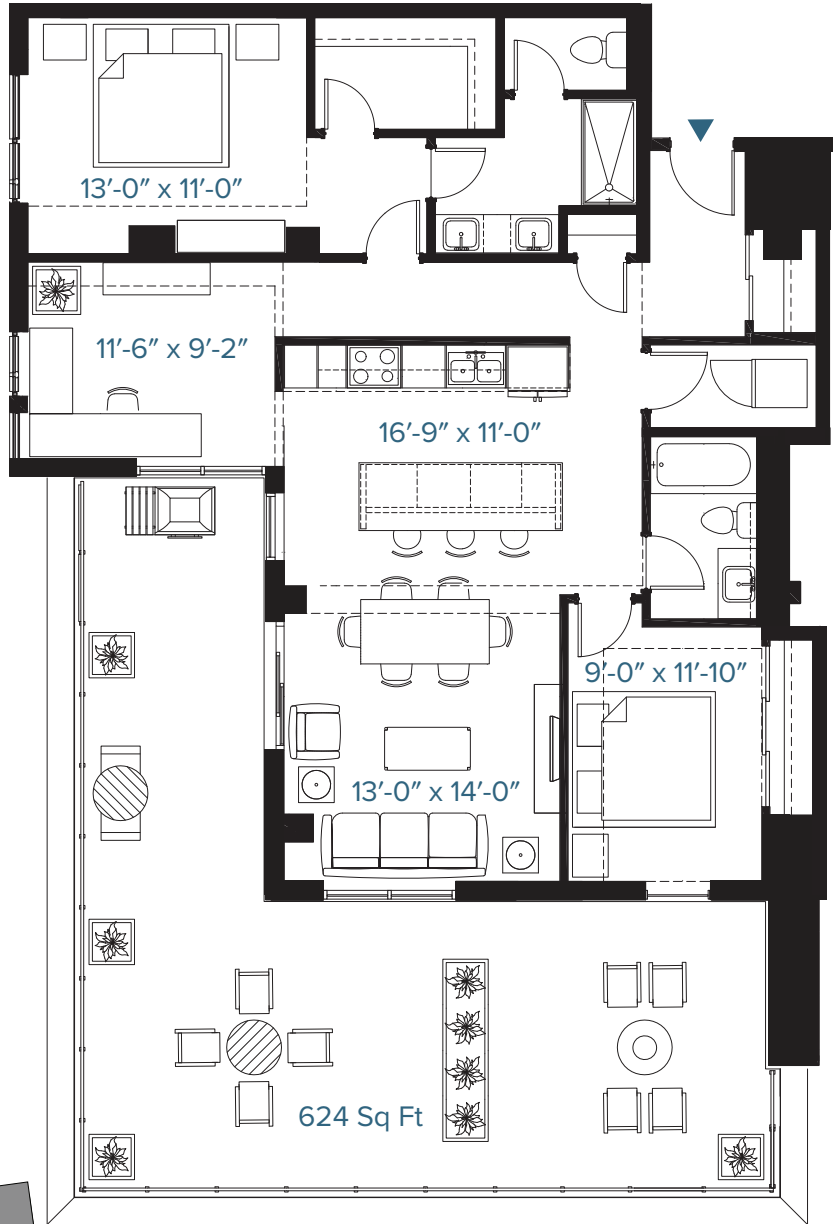 13′-0″ x 11′-0″
11′-6″ x 9′-2″
16′-9″ x 11′-0″
9′-0″ x 11′-10″
13′-0″ x 14′-0″
624 Sq Ft